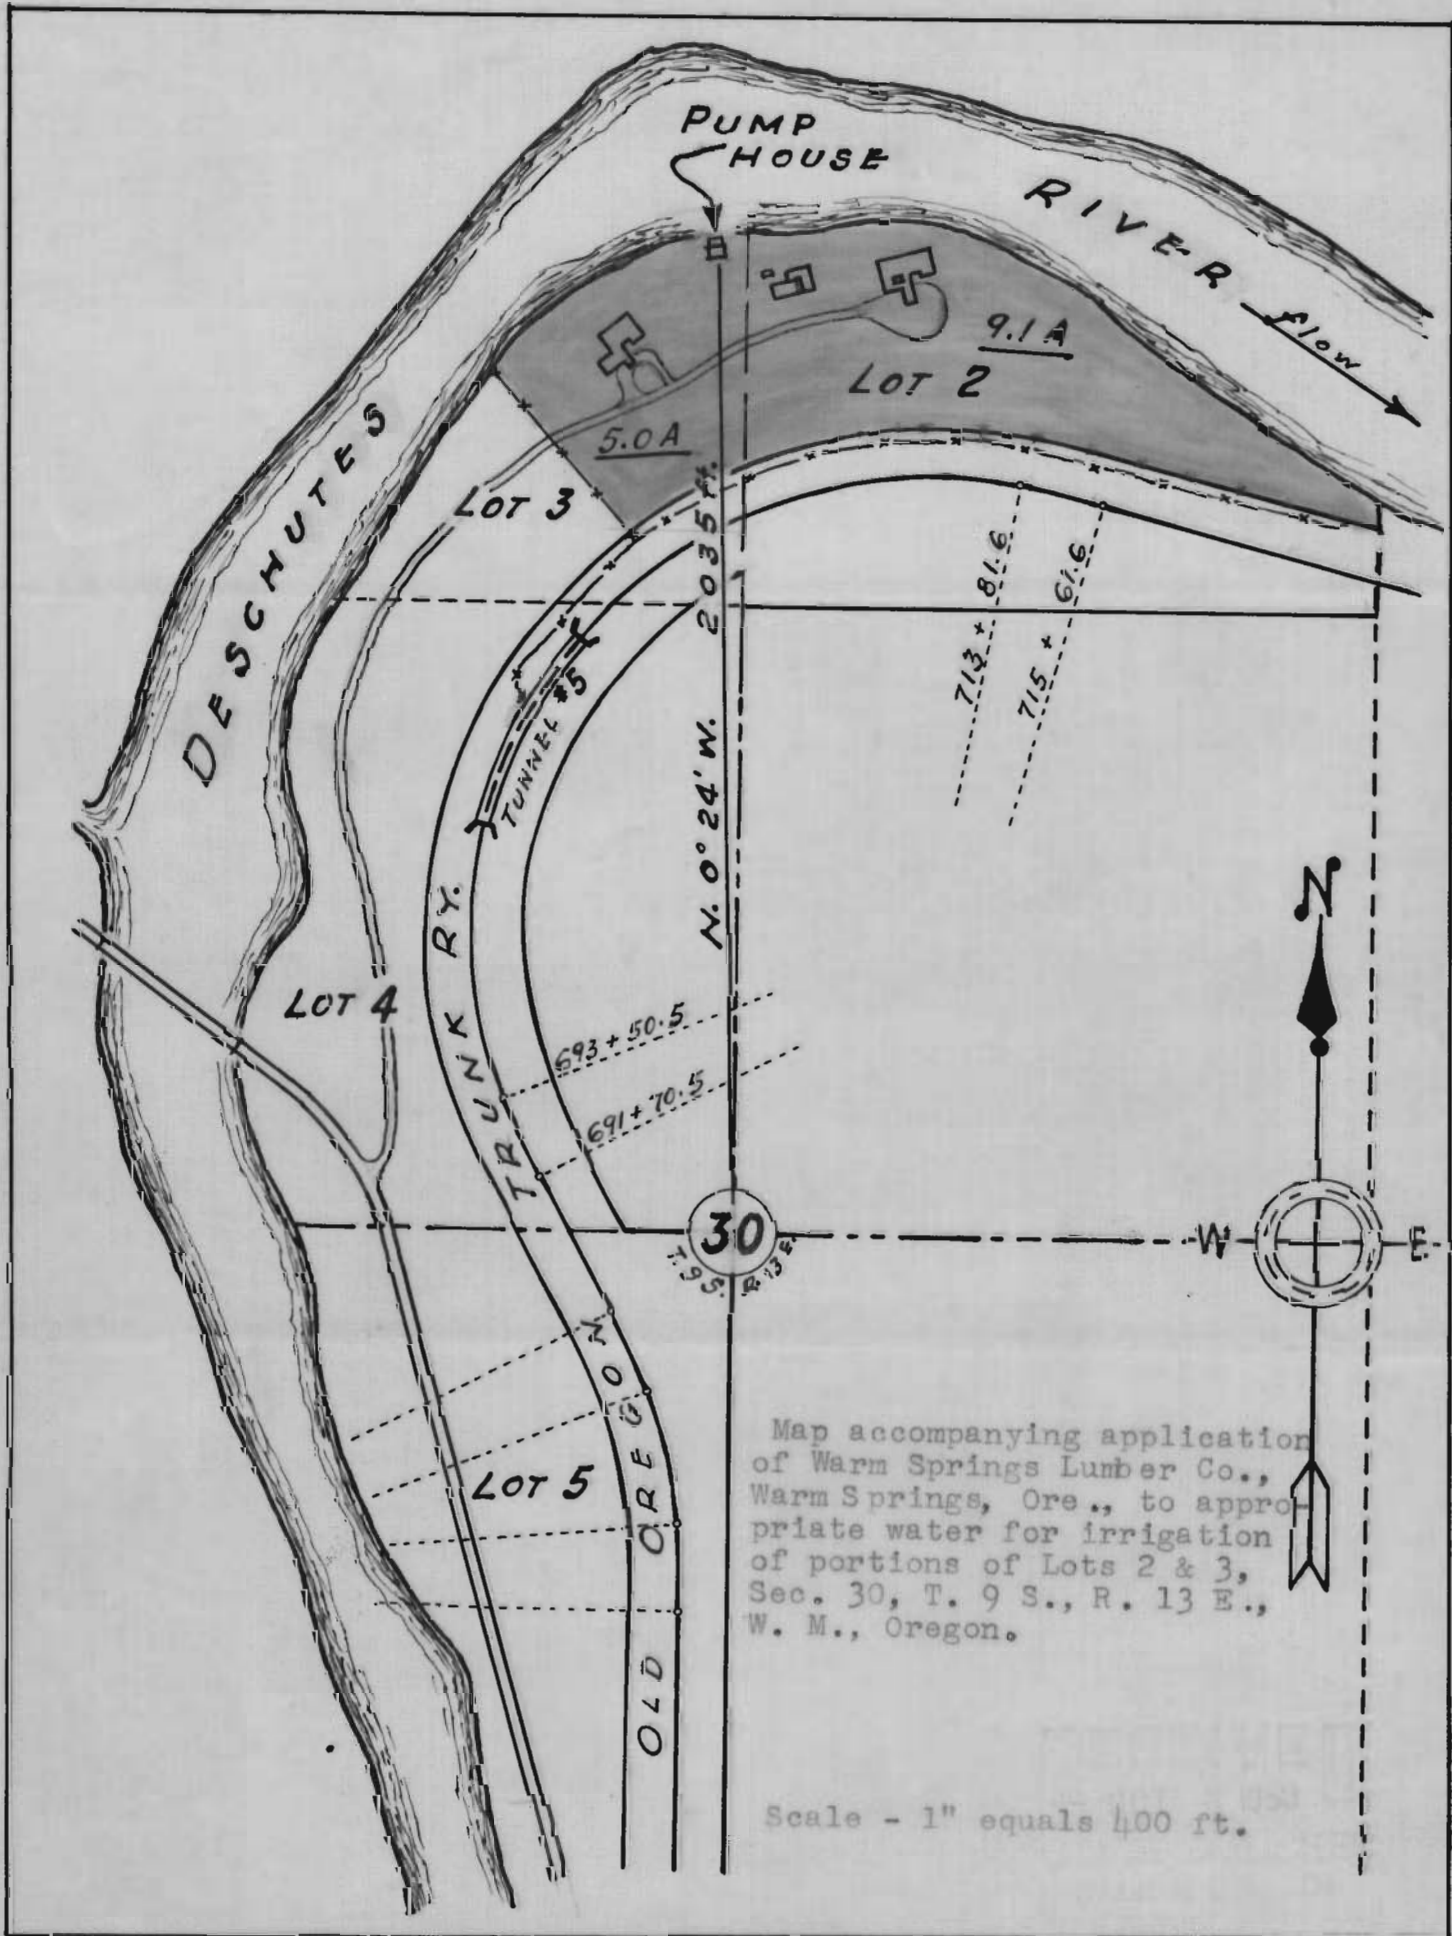 PUMP
HOUSE
RIVER
flow
9.1 A
LOT 2
5.0 A
LOT 3
DESCHUTES
2035 ft.
N. 0° 24' W.
713 + 81.6
715 + 61.6
TUNNEL #5
N
LOT 4
693 + 50.5
691 + 70.5
30
T. 9 S. R. 13 E.
W
E
OLD OREGON TRUNK RY.
LOT 5
Map accompanying application
of Warm Springs Lumber Co.,
Warm Springs, Ore., to appro-
priate water for irrigation
of portions of Lots 2 & 3,
Sec. 30, T. 9 S., R. 13 E.,
W. M., Oregon.
Scale - 1" equals 400 ft.